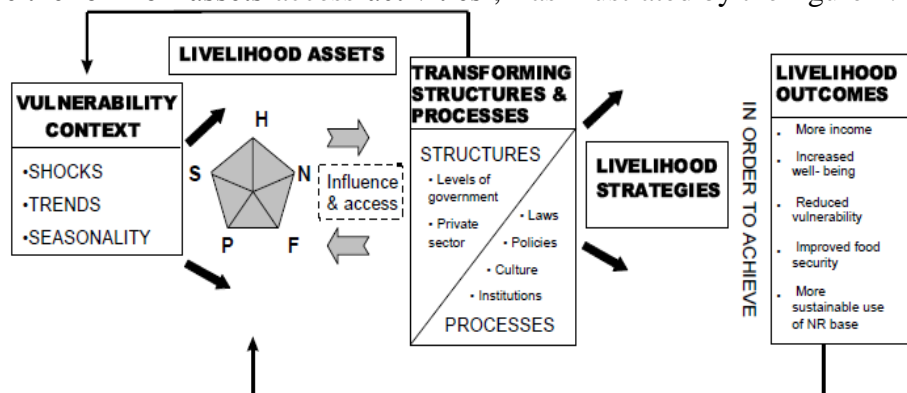 LIVELIHOOD ASSETS
VULNERABILITY
CONTEXT
•SHOCKS
•TRENDS
•SEASONALITY
H
S
N
P
F
Influence
& access
TRANSFORMING
STRUCTURES &
PROCESSES
STRUCTURES
• Levels of
government
• Private
sector
• Laws
• Policies
• Culture
• Institutions
PROCESSES
LIVELIHOOD
STRATEGIES
IN ORDER TO ACHIEVE
LIVELIHOOD
OUTCOMES
• More income
• Increased
well- being
• Reduced
vulnerability
• Improved food
security
• More
sustainable use
of NR base